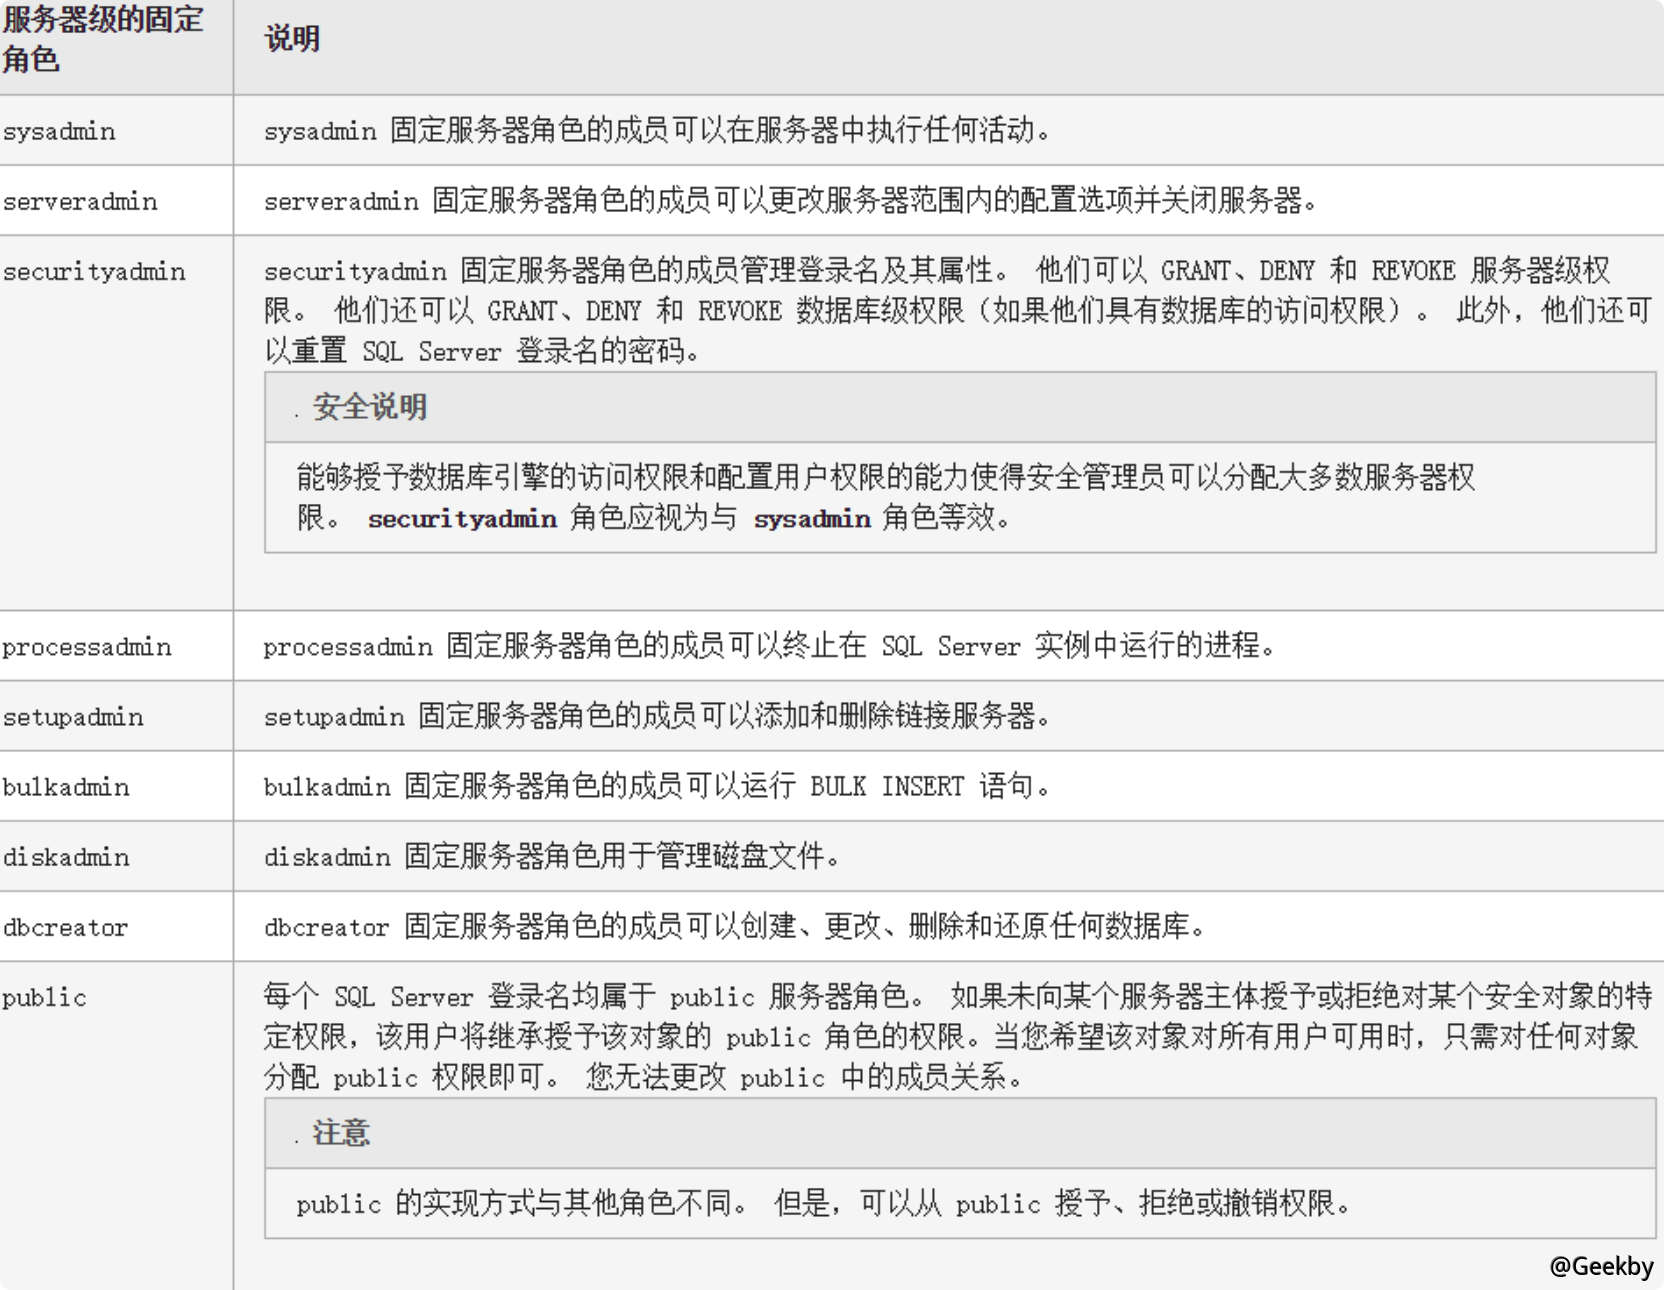 服务器级的固定
角色
说明
sysadmin
sysadmin 固定服务器角色的成员可以在服务器中执行任何活动。
serveradmin
serveradmin 固定服务器角色的成员可以更改服务器范围内的配置选项并关闭服务器。
securityadmin
securityadmin 固定服务器角色的成员管理登录名及其属性。 他们可以 GRANT、DENY 和 REVOKE 服务器级权
限。 他们还可以 GRANT、DENY 和 REVOKE 数据库级权限（如果他们具有数据库的访问权限）。 此外，他们还可
以重置 SQL Server 登录名的密码。
. 安全说明
能够授予数据库引擎的访问权限和配置用户权限的能力使得安全管理员可以分配大多数服务器权
限。 securityadmin 角色应视为与 sysadmin 角色等效。
processadmin
processadmin 固定服务器角色的成员可以终止在 SQL Server 实例中运行的进程。
setupadmin
setupadmin 固定服务器角色的成员可以添加和删除链接服务器。
bulkadmin
bulkadmin 固定服务器角色的成员可以运行 BULK INSERT 语句。
diskadmin
diskadmin 固定服务器角色用于管理磁盘文件。
dbcreator
dbcreator 固定服务器角色的成员可以创建、更改、删除和还原任何数据库。
public
每个 SQL Server 登录名均属于 public 服务器角色。 如果未向某个服务器主体授予或拒绝对某个安全对象的特
定权限，该用户将继承授予该对象的 public 角色的权限。当您希望该对象对所有用户可用时，只需对任何对象
分配 public 权限即可。 您无法更改 public 中的成员关系。
. 注意
public 的实现方式与其他角色不同。 但是，可以从 public 授予、拒绝或撤销权限。
@Geekby